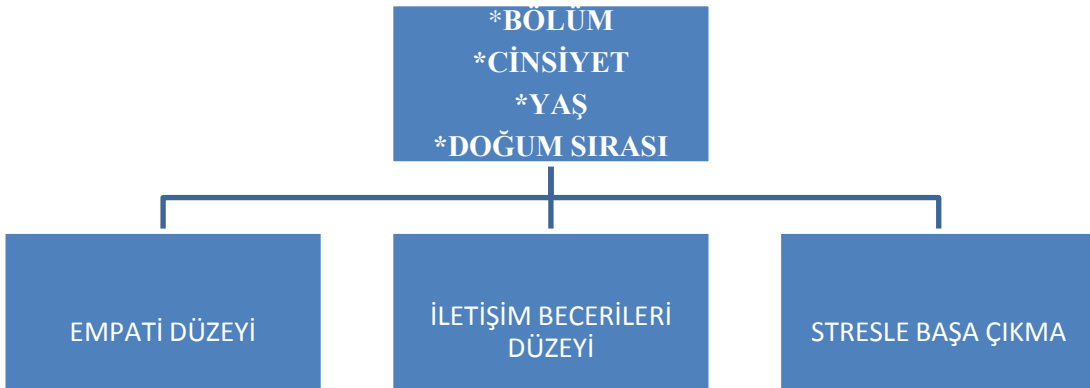 *BÖLÜM
*CİNSİYET
*YAŞ
*DOĞUM SIRASI
EMPATİ DÜZEYİ
İLETİŞİM BECERİLERİ
DÜZEYİ
STRESLE BAŞA ÇIKMA